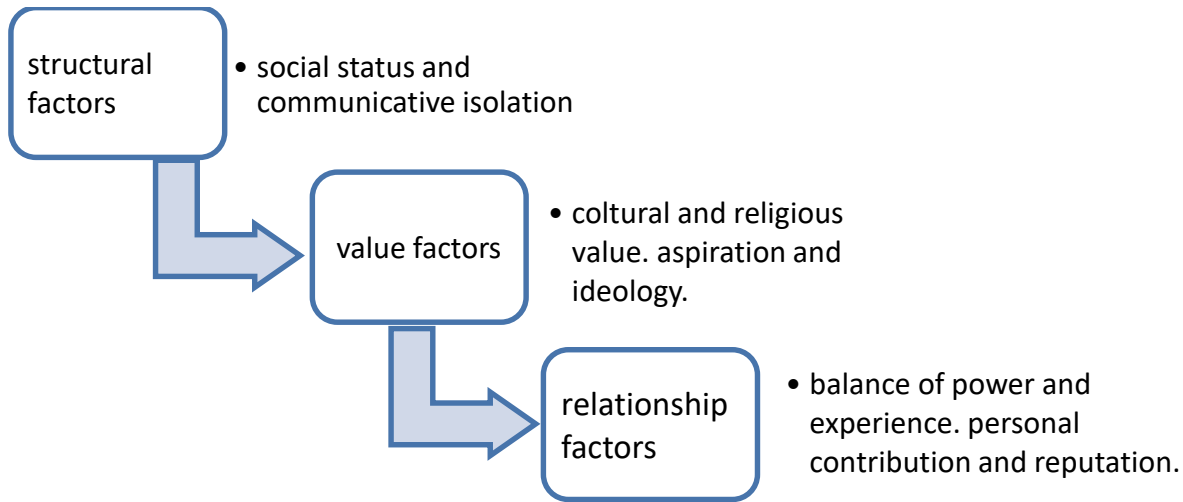 structural
factors
• social status and
communicative isolation
value factors
• coltural and religious
value. aspiration and
ideology.
relationship
factors
• balance of power and
experience. personal
contribution and reputation.